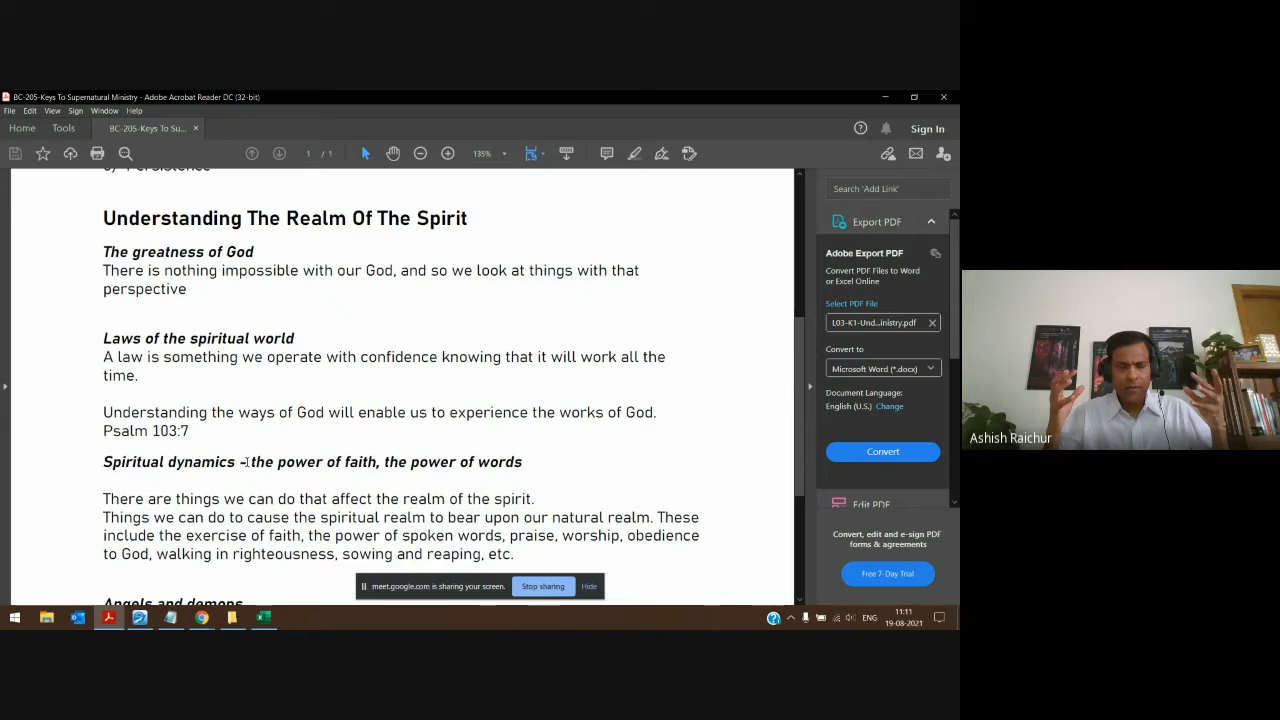 BC-205-Keys To Supernatural Ministry - Adobe Acrobat Reader DC (32-bit)
File Edit View Sign Window Help
Home Tools BC-205-Keys To Su... × Sign In
1 / 1 135%
Understanding The Realm Of The Spirit
The greatness of God
There is nothing impossible with our God, and so we look at things with that
perspective
Laws of the spiritual world
A law is something we operate with confidence knowing that it will work all the
time.
Understanding the ways of God will enable us to experience the works of God.
Psalm 103:7
Spiritual dynamics - the power of faith, the power of words
There are things we can do that affect the realm of the spirit.
Things we can do to cause the spiritual realm to bear upon our natural realm. These
include the exercise of faith, the power of spoken words, praise, worship, obedience
to God, walking in righteousness, sowing and reaping, etc.
Angels and demons
Search 'Add Link'
Export PDF
Adobe Export PDF
Convert PDF Files to Word
or Excel Online
Select PDF File
L03-K1-Und...inistry.pdf
Convert to
Microsoft Word (*.docx)
Document Language:
English (U.S.) Change
Convert
Edit PDF
Convert, edit and e-sign PDF
forms & agreements
Free 7-Day Trial
meet.google.com is sharing your screen. Stop sharing Hide
ENG
11:11
19-08-2021
Ashish Raichur